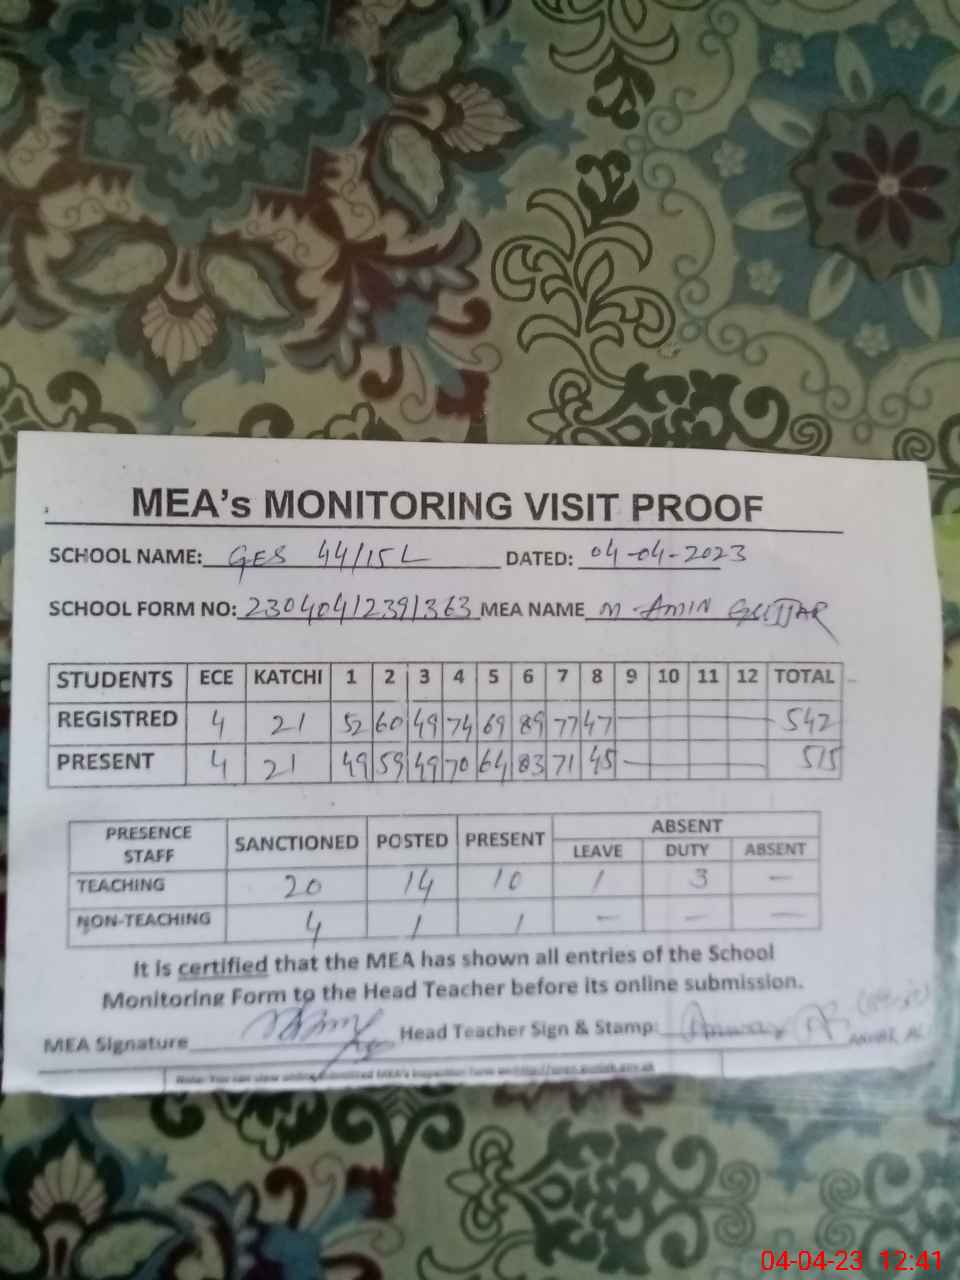 MEA's MONITORING VISIT PROOF
SCHOOL NAME: GES 44/15L DATED: 04-04-2023
SCHOOL FORM NO: 230404/239/363 MEA NAME M-AMIN GUJJAR
STUDENTS ECE KATCHI 1 2 3 4 5 6 7 8 9 10 11 12 TOTAL
REGISTRED 4 21 52 60 49 74 69 89 77 47 542
PRESENT 4 21 49 59 49 70 64 83 71 45 515
PRESENCE STAFF SANCTIONED POSTED PRESENT ABSENT
LEAVE DUTY ABSENT
TEACHING 20 14 10 1 3 —
NON-TEACHING 4 1 1 — — —
It is certified that the MEA has shown all entries of the School
Monitoring Form to the Head Teacher before its online submission.
MEA Signature Head Teacher Sign & Stamp:
04-04-23 12:41